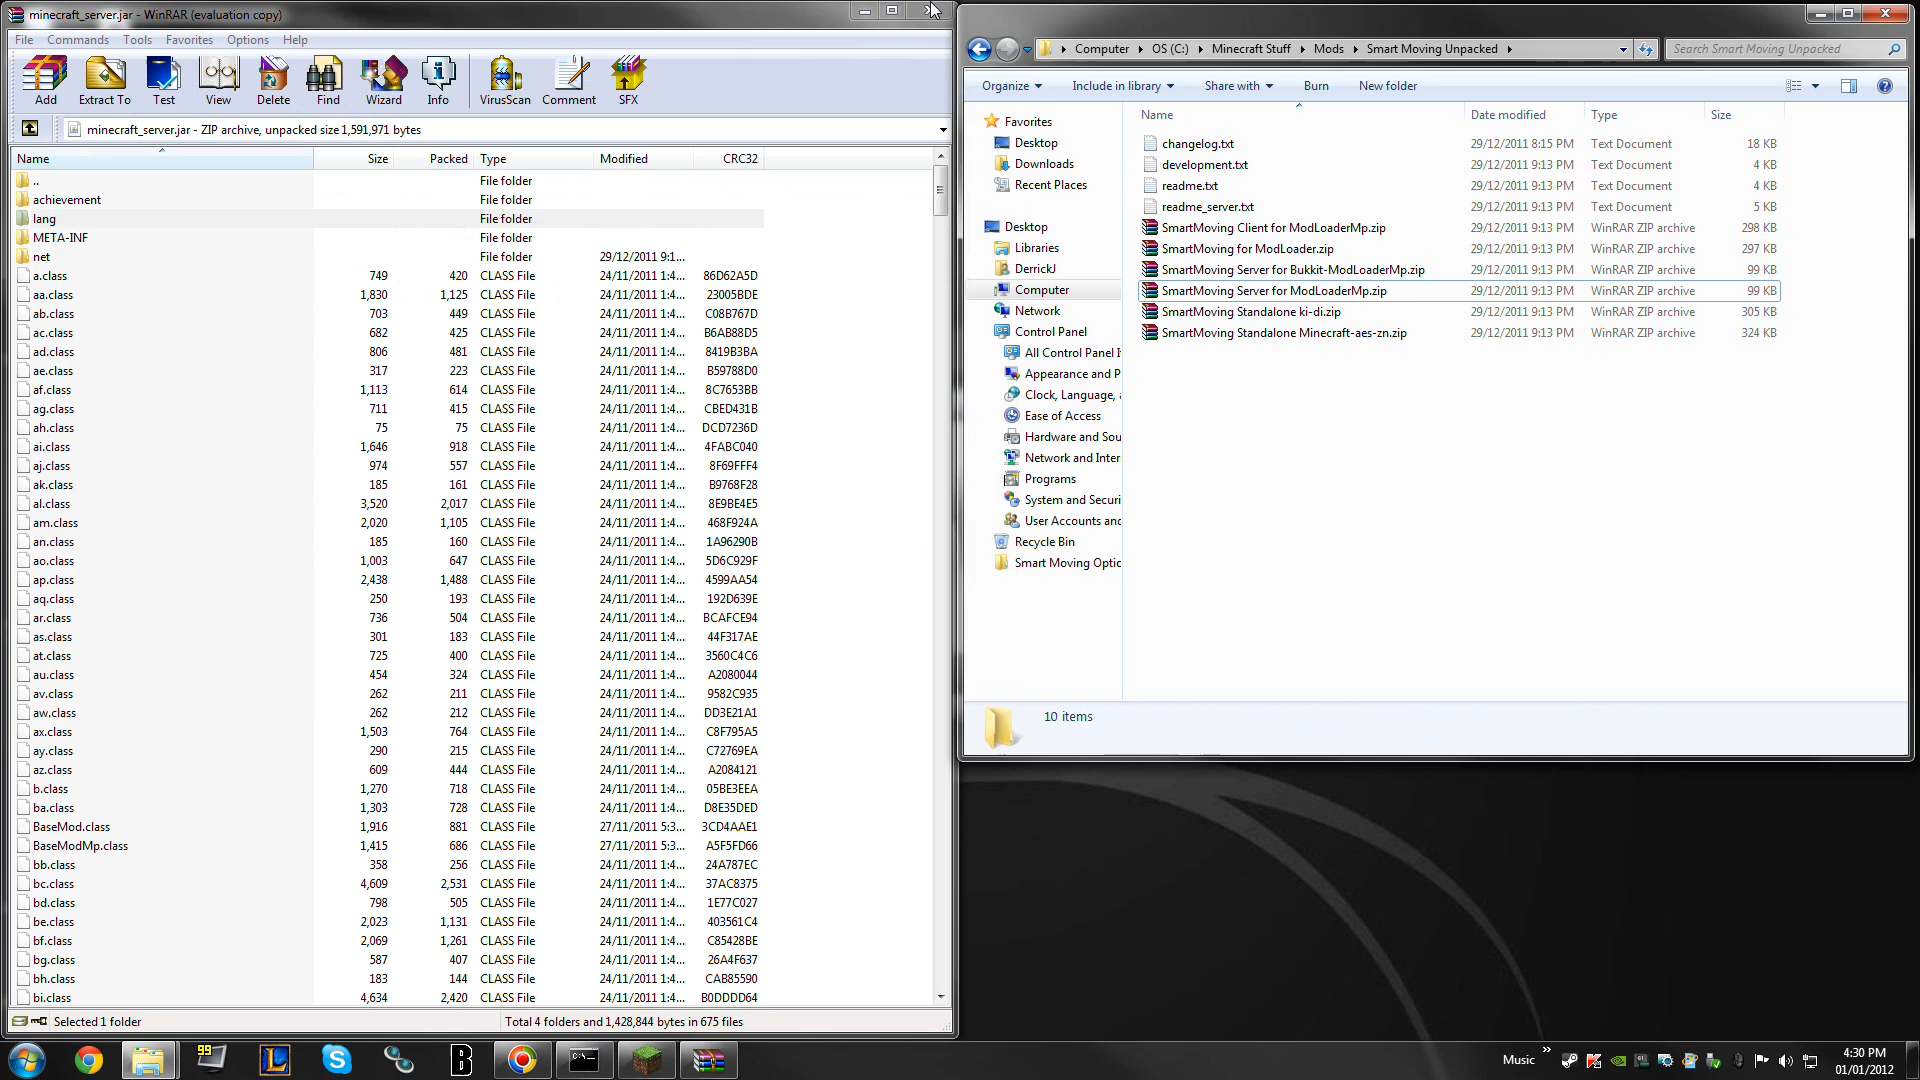 minecraft_server.jar - WinRAR (evaluation copy)
File Commands Tools Favorites Options Help
Add Extract To Test View Delete Find Wizard Info VirusScan Comment SFX
minecraft_server.jar - ZIP archive, unpacked size 1,591,971 bytes
Name Size Packed Type Modified CRC32
.. File folder
achievement File folder
lang File folder
META-INF File folder
net File folder 29/12/2011 9:1...
a.class 749 420 CLASS File 24/11/2011 1:4... 86D62A5D
aa.class 1,830 1,125 CLASS File 24/11/2011 1:4... 23005BDE
ab.class 703 449 CLASS File 24/11/2011 1:4... C08B767D
ac.class 682 425 CLASS File 24/11/2011 1:4... B6AB88D5
ad.class 806 481 CLASS File 24/11/2011 1:4... 8419B3BA
ae.class 317 223 CLASS File 24/11/2011 1:4... B59788D0
af.class 1,113 614 CLASS File 24/11/2011 1:4... 8C7653BB
ag.class 711 415 CLASS File 24/11/2011 1:4... CBED431B
ah.class 75 75 CLASS File 24/11/2011 1:4... DCD7236D
ai.class 1,646 918 CLASS File 24/11/2011 1:4... 4FABC040
aj.class 974 557 CLASS File 24/11/2011 1:4... 8F69FFF4
ak.class 185 161 CLASS File 24/11/2011 1:4... B9768F28
al.class 3,520 2,017 CLASS File 24/11/2011 1:4... 8E9BE4E5
am.class 2,020 1,105 CLASS File 24/11/2011 1:4... 468F924A
an.class 185 160 CLASS File 24/11/2011 1:4... 1A96290B
ao.class 1,003 647 CLASS File 24/11/2011 1:4... 5D6C929F
ap.class 2,438 1,488 CLASS File 24/11/2011 1:4... 4599AA54
aq.class 250 193 CLASS File 24/11/2011 1:4... 192D639E
ar.class 736 504 CLASS File 24/11/2011 1:4... BCAFCE94
as.class 301 183 CLASS File 24/11/2011 1:4... 44F317AE
at.class 725 400 CLASS File 24/11/2011 1:4... 3560C4C6
au.class 454 324 CLASS File 24/11/2011 1:4... A2080044
av.class 262 211 CLASS File 24/11/2011 1:4... 9582C935
aw.class 262 212 CLASS File 24/11/2011 1:4... DD3E21A1
ax.class 1,503 764 CLASS File 24/11/2011 1:4... C8F795A5
ay.class 290 215 CLASS File 24/11/2011 1:4... C72769EA
az.class 609 444 CLASS File 24/11/2011 1:4... A2084121
b.class 1,270 718 CLASS File 24/11/2011 1:4... 05BE3EEA
ba.class 1,303 728 CLASS File 24/11/2011 1:4... D8E35DED
BaseMod.class 1,916 881 CLASS File 27/11/2011 5:3... 3CD4AAE1
BaseModMp.class 1,415 686 CLASS File 27/11/2011 5:3... A5F5FD66
bb.class 358 256 CLASS File 24/11/2011 1:4... 24A787EC
bc.class 4,609 2,531 CLASS File 24/11/2011 1:4... 37AC8375
bd.class 798 505 CLASS File 24/11/2011 1:4... 1E77C027
be.class 2,023 1,131 CLASS File 24/11/2011 1:4... 403561C4
bf.class 2,069 1,261 CLASS File 24/11/2011 1:4... C85428BE
bg.class 587 407 CLASS File 24/11/2011 1:4... 26A4F637
bh.class 183 144 CLASS File 24/11/2011 1:4... CAB85590
bi.class 4,634 2,420 CLASS File 24/11/2011 1:4... B0DDDD64
Selected 1 folder Total 4 folders and 1,428,844 bytes in 675 files
Computer OS (C:) Minecraft Stuff Mods Smart Moving Unpacked Search Smart Moving Unpacked
Organize Include in library Share with Burn New folder
Favorites
Desktop
Downloads
Recent Places
Desktop
Libraries
DerrickJ
Computer
Network
Control Panel
All Control Panel I
Appearance and P
Clock, Language, a
Ease of Access
Hardware and Sou
Network and Inter
Programs
System and Securi
User Accounts and
Recycle Bin
Smart Moving Optic
Name Date modified Type Size
changelog.txt 29/12/2011 8:15 PM Text Document 18 KB
development.txt 29/12/2011 9:13 PM Text Document 4 KB
readme.txt 29/12/2011 9:13 PM Text Document 4 KB
readme_server.txt 29/12/2011 9:13 PM Text Document 5 KB
SmartMoving Client for ModLoaderMp.zip 29/12/2011 9:13 PM WinRAR ZIP archive 298 KB
SmartMoving for ModLoader.zip 29/12/2011 9:13 PM WinRAR ZIP archive 297 KB
SmartMoving Server for Bukkit-ModLoaderMp.zip 29/12/2011 9:13 PM WinRAR ZIP archive 99 KB
SmartMoving Server for ModLoaderMp.zip 29/12/2011 9:13 PM WinRAR ZIP archive 99 KB
SmartMoving Standalone ki-di.zip 29/12/2011 9:13 PM WinRAR ZIP archive 305 KB
SmartMoving Standalone Minecraft-aes-zn.zip 29/12/2011 9:13 PM WinRAR ZIP archive 324 KB
10 items
99
L
B
C:\
Music
4:30 PM
01/01/2012